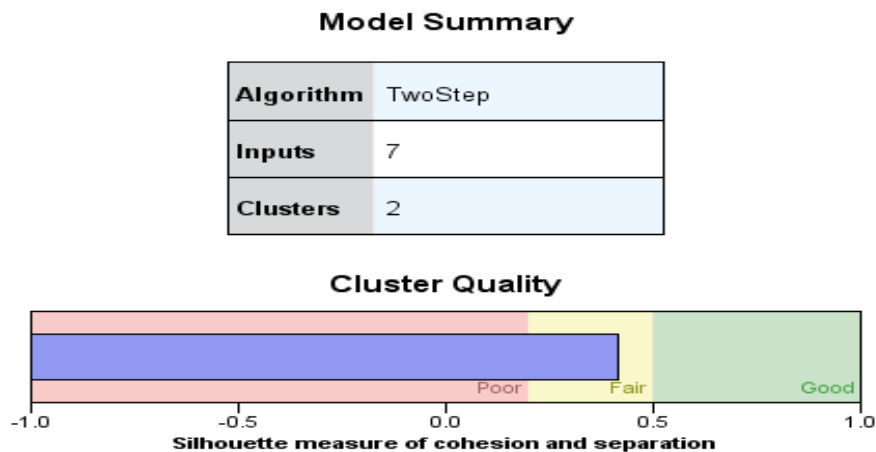 Model Summary
Algorithm TwoStep
Inputs 7
Clusters 2
Cluster Quality
Poor Fair Good
-1.0 -0.5 0.0 0.5 1.0
Silhouette measure of cohesion and separation